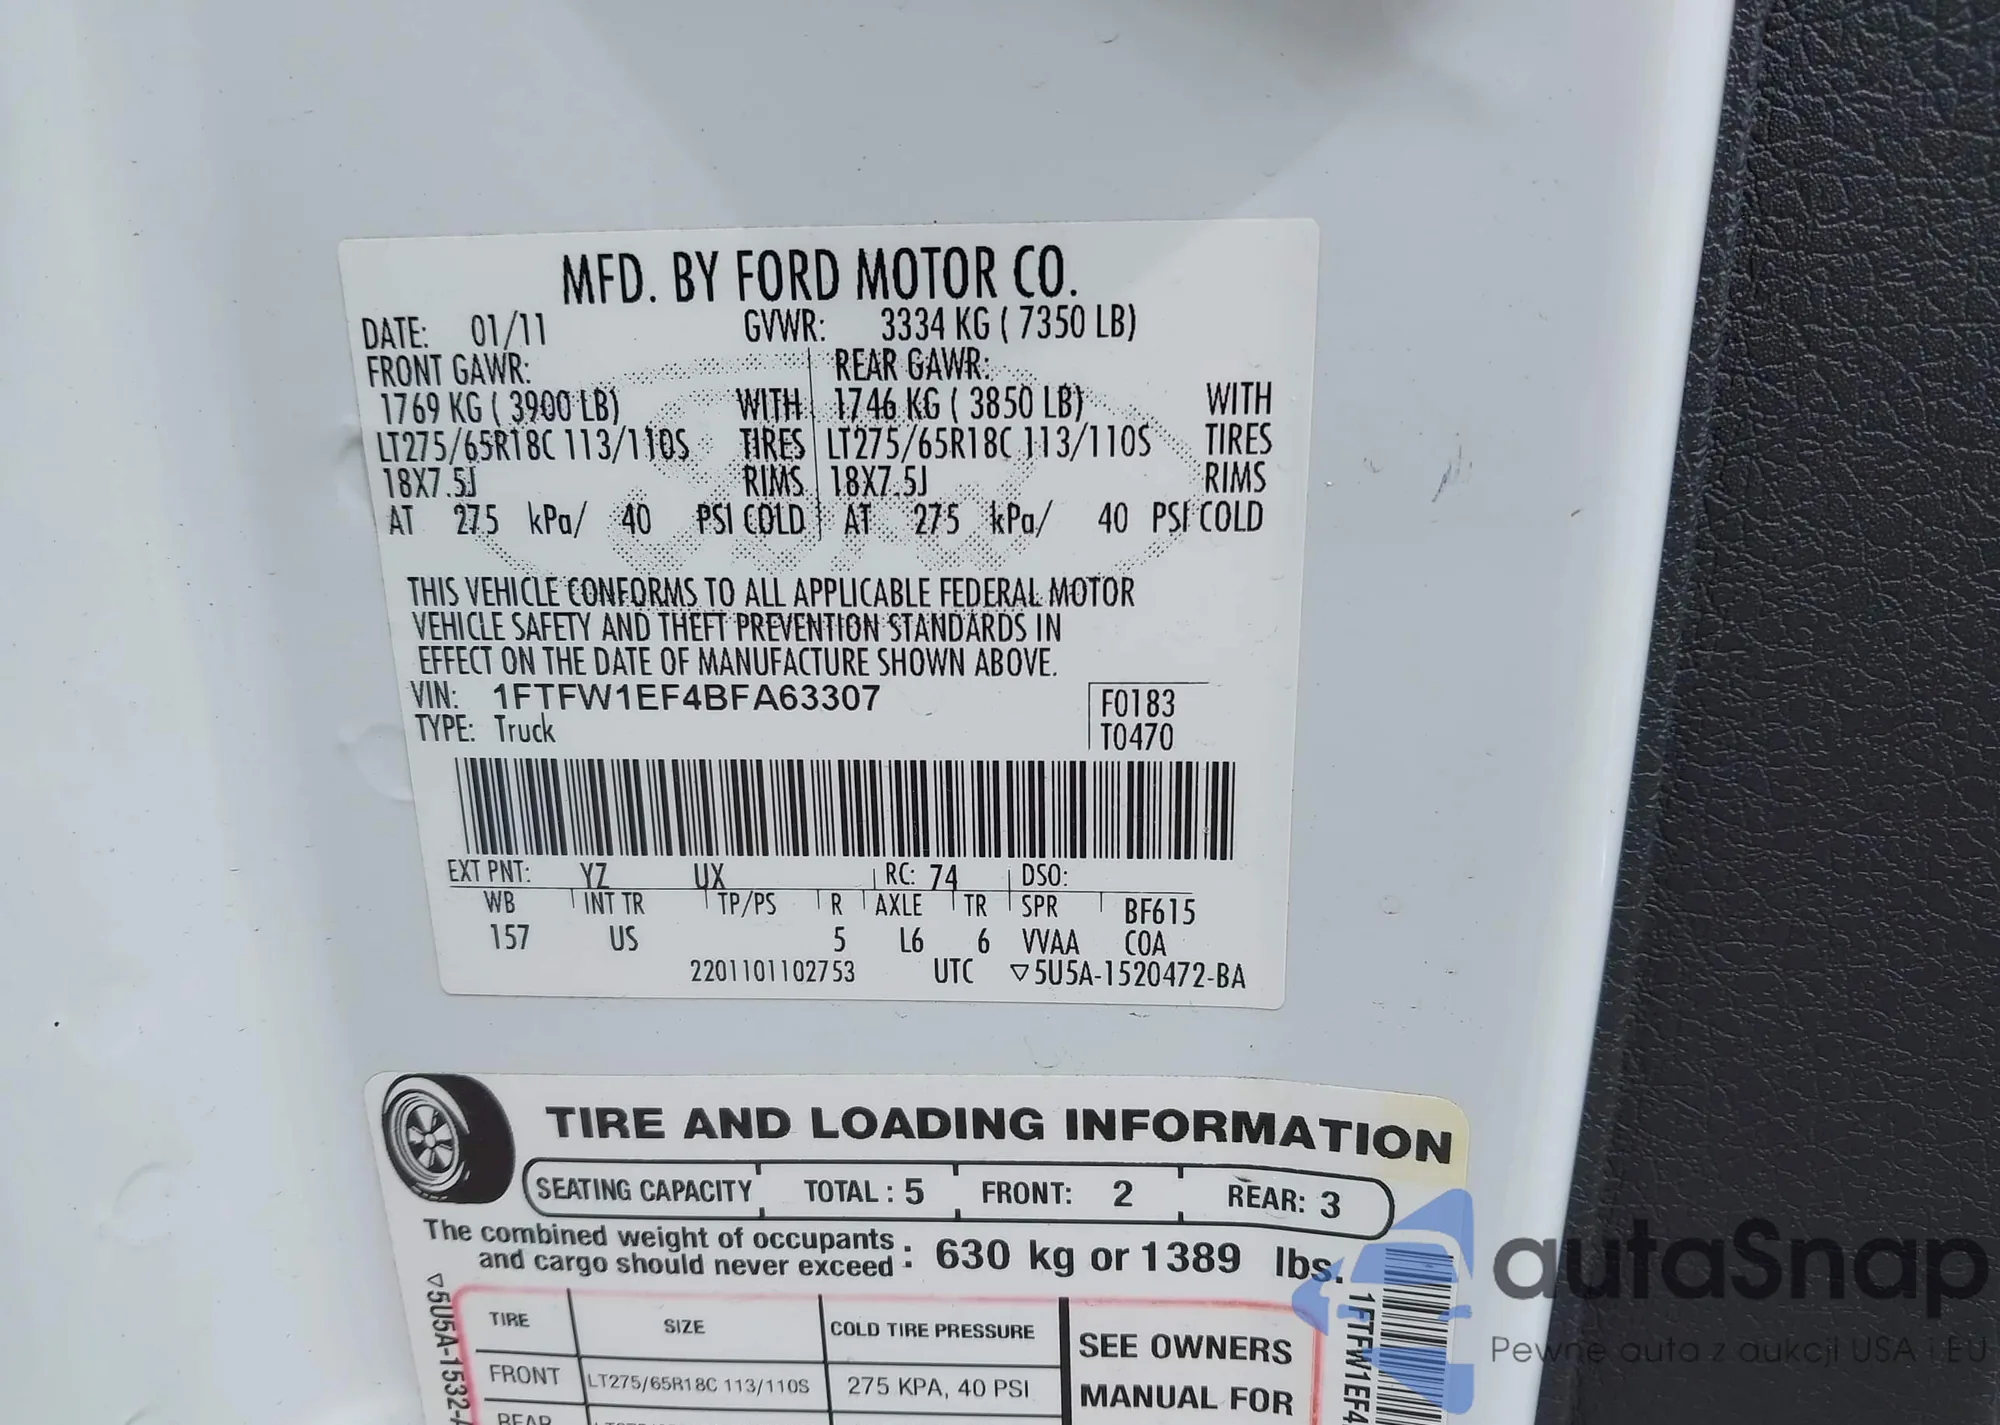 MFD. BY FORD MOTOR CO.
DATE: 01/11 GVWR: 3334 KG ( 7350 LB)
FRONT GAWR: REAR GAWR:
1769 KG ( 3900 LB) WITH 1746 KG ( 3850 LB) WITH
LT275/65R18C 113/110S TIRES LT275/65R18C 113/110S TIRES
18X7.5J RIMS 18X7.5J RIMS
AT 275 kPa/ 40 PSI COLD AT 275 kPa/ 40 PSI COLD
THIS VEHICLE CONFORMS TO ALL APPLICABLE FEDERAL MOTOR
VEHICLE SAFETY AND THEFT PREVENTION STANDARDS IN
EFFECT ON THE DATE OF MANUFACTURE SHOWN ABOVE.
VIN: 1FTFW1EF4BFA63307 F0183
TYPE: Truck T0470
EXT PNT: YZ UX RC: 74 DSO:
WB INT TR TP/PS R AXLE TR SPR BF615
157 US 5 L6 6 VVAA COA
2201101102753 UTC ▽5U5A-1520472-BA
TIRE AND LOADING INFORMATION
SEATING CAPACITY TOTAL : 5 FRONT: 2 REAR: 3
The combined weight of occupants
and cargo should never exceed : 630 kg or 1389 lbs.
TIRE SIZE COLD TIRE PRESSURE SEE OWNERS
FRONT LT275/65R18C 113/110S 275 KPA, 40 PSI MANUAL FOR
REAR
▽5U5A-1532-
1FTFW1EF4
autaSnap
Pewne auta z aukcji USA i EU